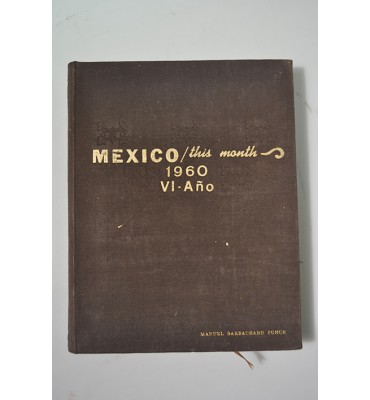 MEXICO/this month
1960
VI-Año
MANUEL BARBACHANO PONCE